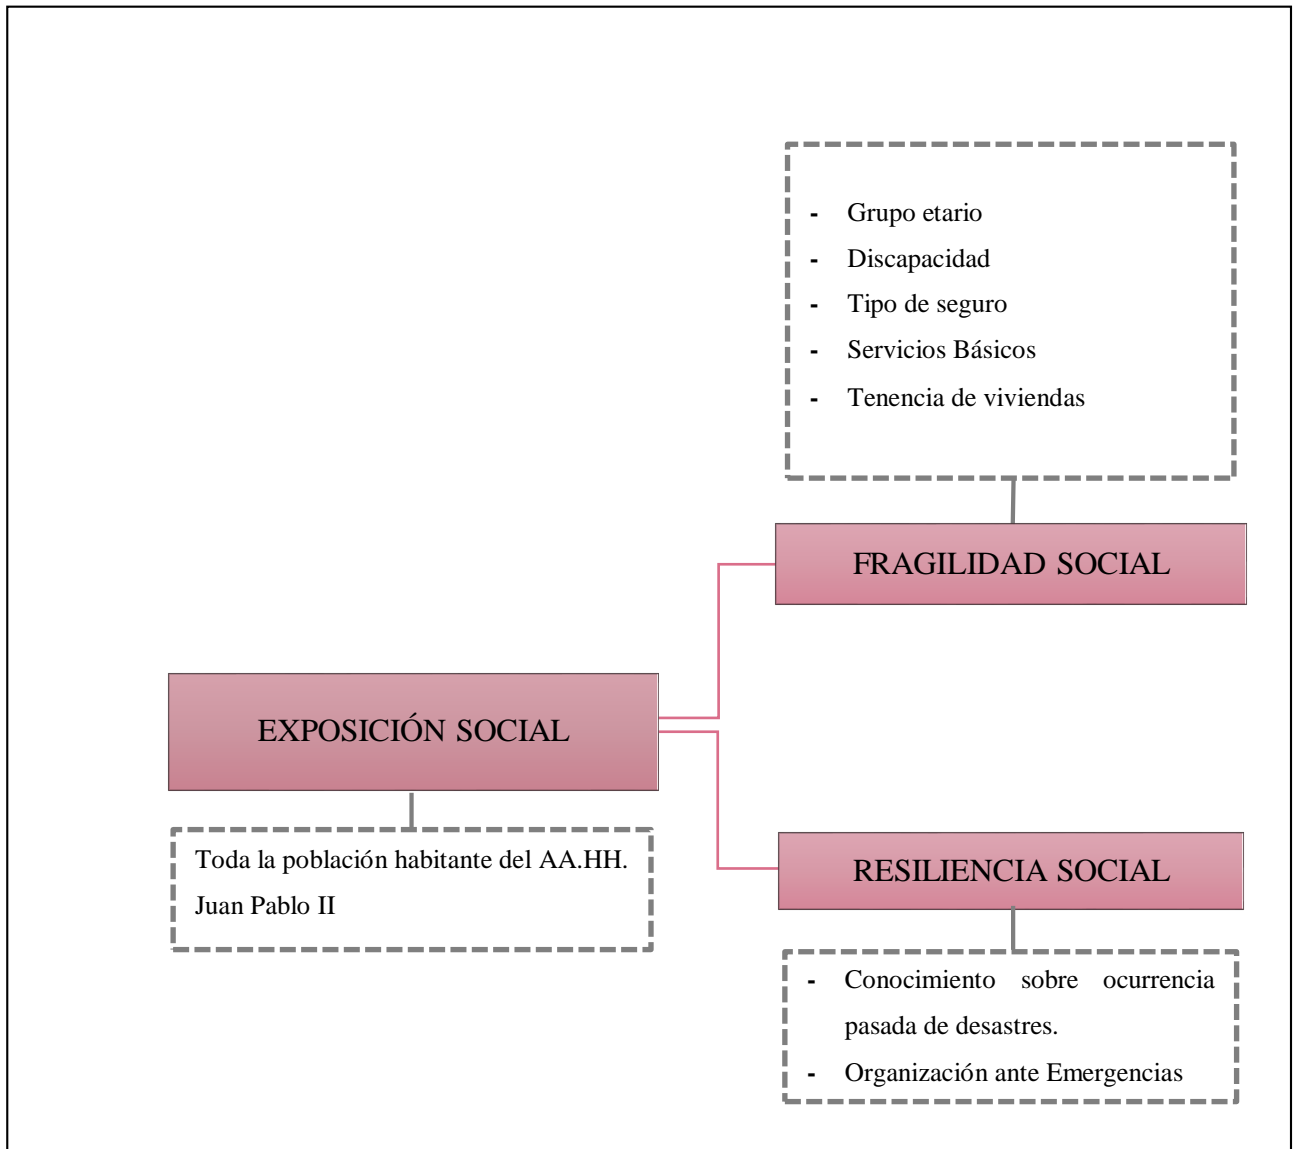 - Grupo etario
- Discapacidad
- Tipo de seguro
- Servicios Básicos
- Tenencia de viviendas
FRAGILIDAD SOCIAL
EXPOSICIÓN SOCIAL
Toda la población habitante del AA.HH.
Juan Pablo II
RESILIENCIA SOCIAL
- Conocimiento sobre ocurrencia
pasada de desastres.
- Organización ante Emergencias